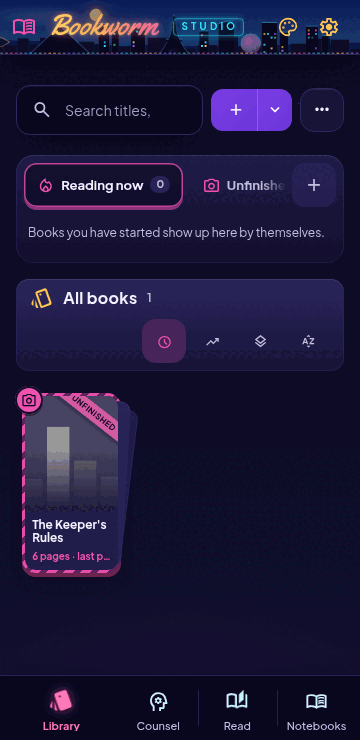 Bookworm
STUDIO
Search titles,
Reading now 0
Unfinishe
Books you have started show up here by themselves.
All books 1
AZ
UNFINISHED
The Keeper's
Rules
6 pages · last p...
Library
Counsel
Read
Notebooks